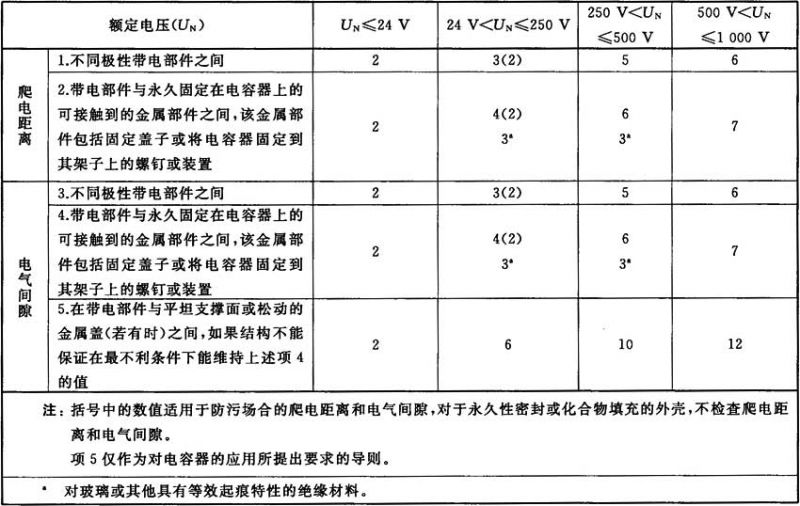 额定电压(UN) UN≤24 V 24 V<UN≤250 V 250 V<UN≤500 V 500 V<UN≤1 000 V
爬电距离
1.不同极性带电部件之间 2 3(2) 5 6
2.带电部件与永久固定在电容器上的
可接触到的金属部件之间,该金属部
件包括固定盖子或将电容器固定到
其架子上的螺钉或装置
2 4(2) 6 7
3ª 3ª
电气间隙
3.不同极性带电部件之间 2 3(2) 5 6
4.带电部件与永久固定在电容器上的
可接触到的金属部件之间,该金属部
件包括固定盖子或将电容器固定到
其架子上的螺钉或装置
2 4(2) 6 7
3ª 3ª
5.在带电部件与平坦支撑面或松动的
金属盖(若有时)之间,如果结构不能
保证在最不利条件下能维持上述项4
的值
2 6 10 12
注:括号中的数值适用于防污场合的爬电距离和电气间隙,对于永久性密封或化合物填充的外壳,不检查爬电距
离和电气间隙。
项5仅作为对电容器的应用所提出要求的导则。
ª 对玻璃或其他具有等效起痕特性的绝缘材料。